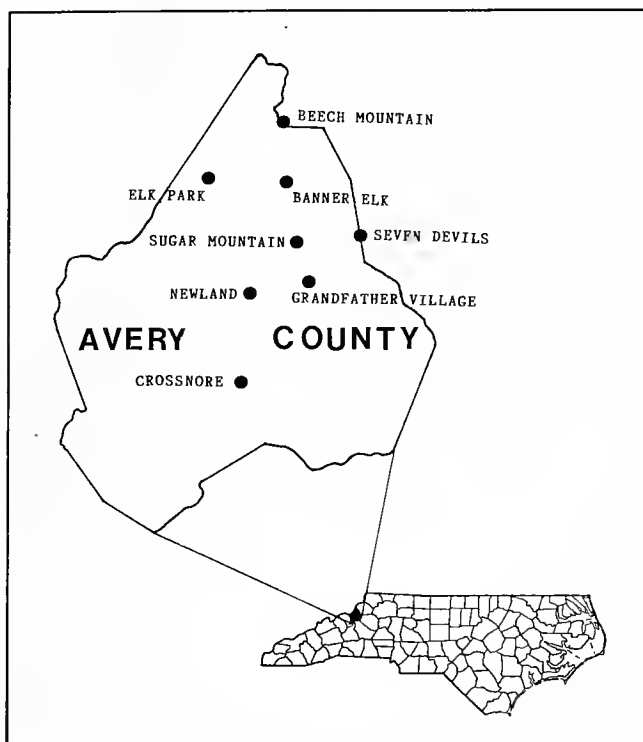 BEECH MOUNTAIN
ELK PARK
BANNER ELK
SUGAR MOUNTAIN
SEVEN DEVILS
NEWLAND
GRANDFATHER VILLAGE
AVERY COUNTY
CROSSNORE